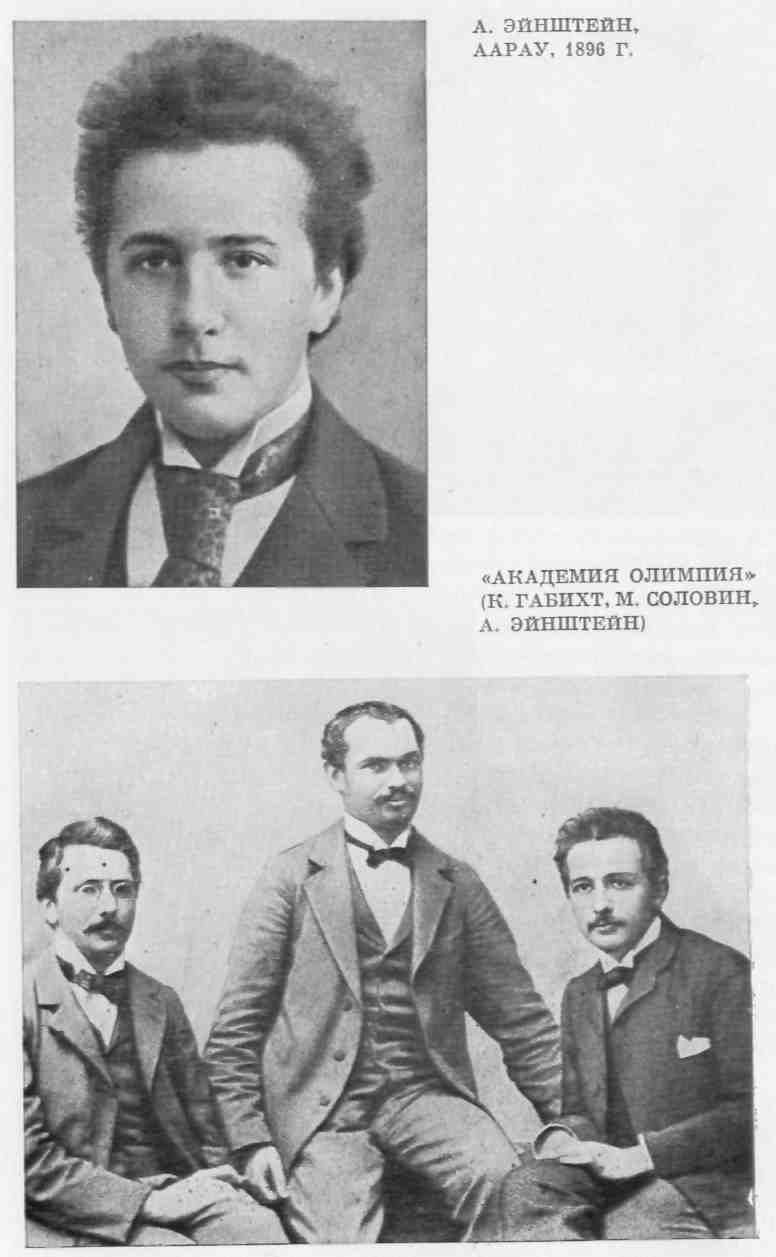 А. ЭЙНШТЕЙН,
ААРАУ, 1896 Г.
«АКАДЕМИЯ ОЛИМПИЯ»
(К. ГАБИХТ, М. СОЛОВИН,
А. ЭЙНШТЕЙН)